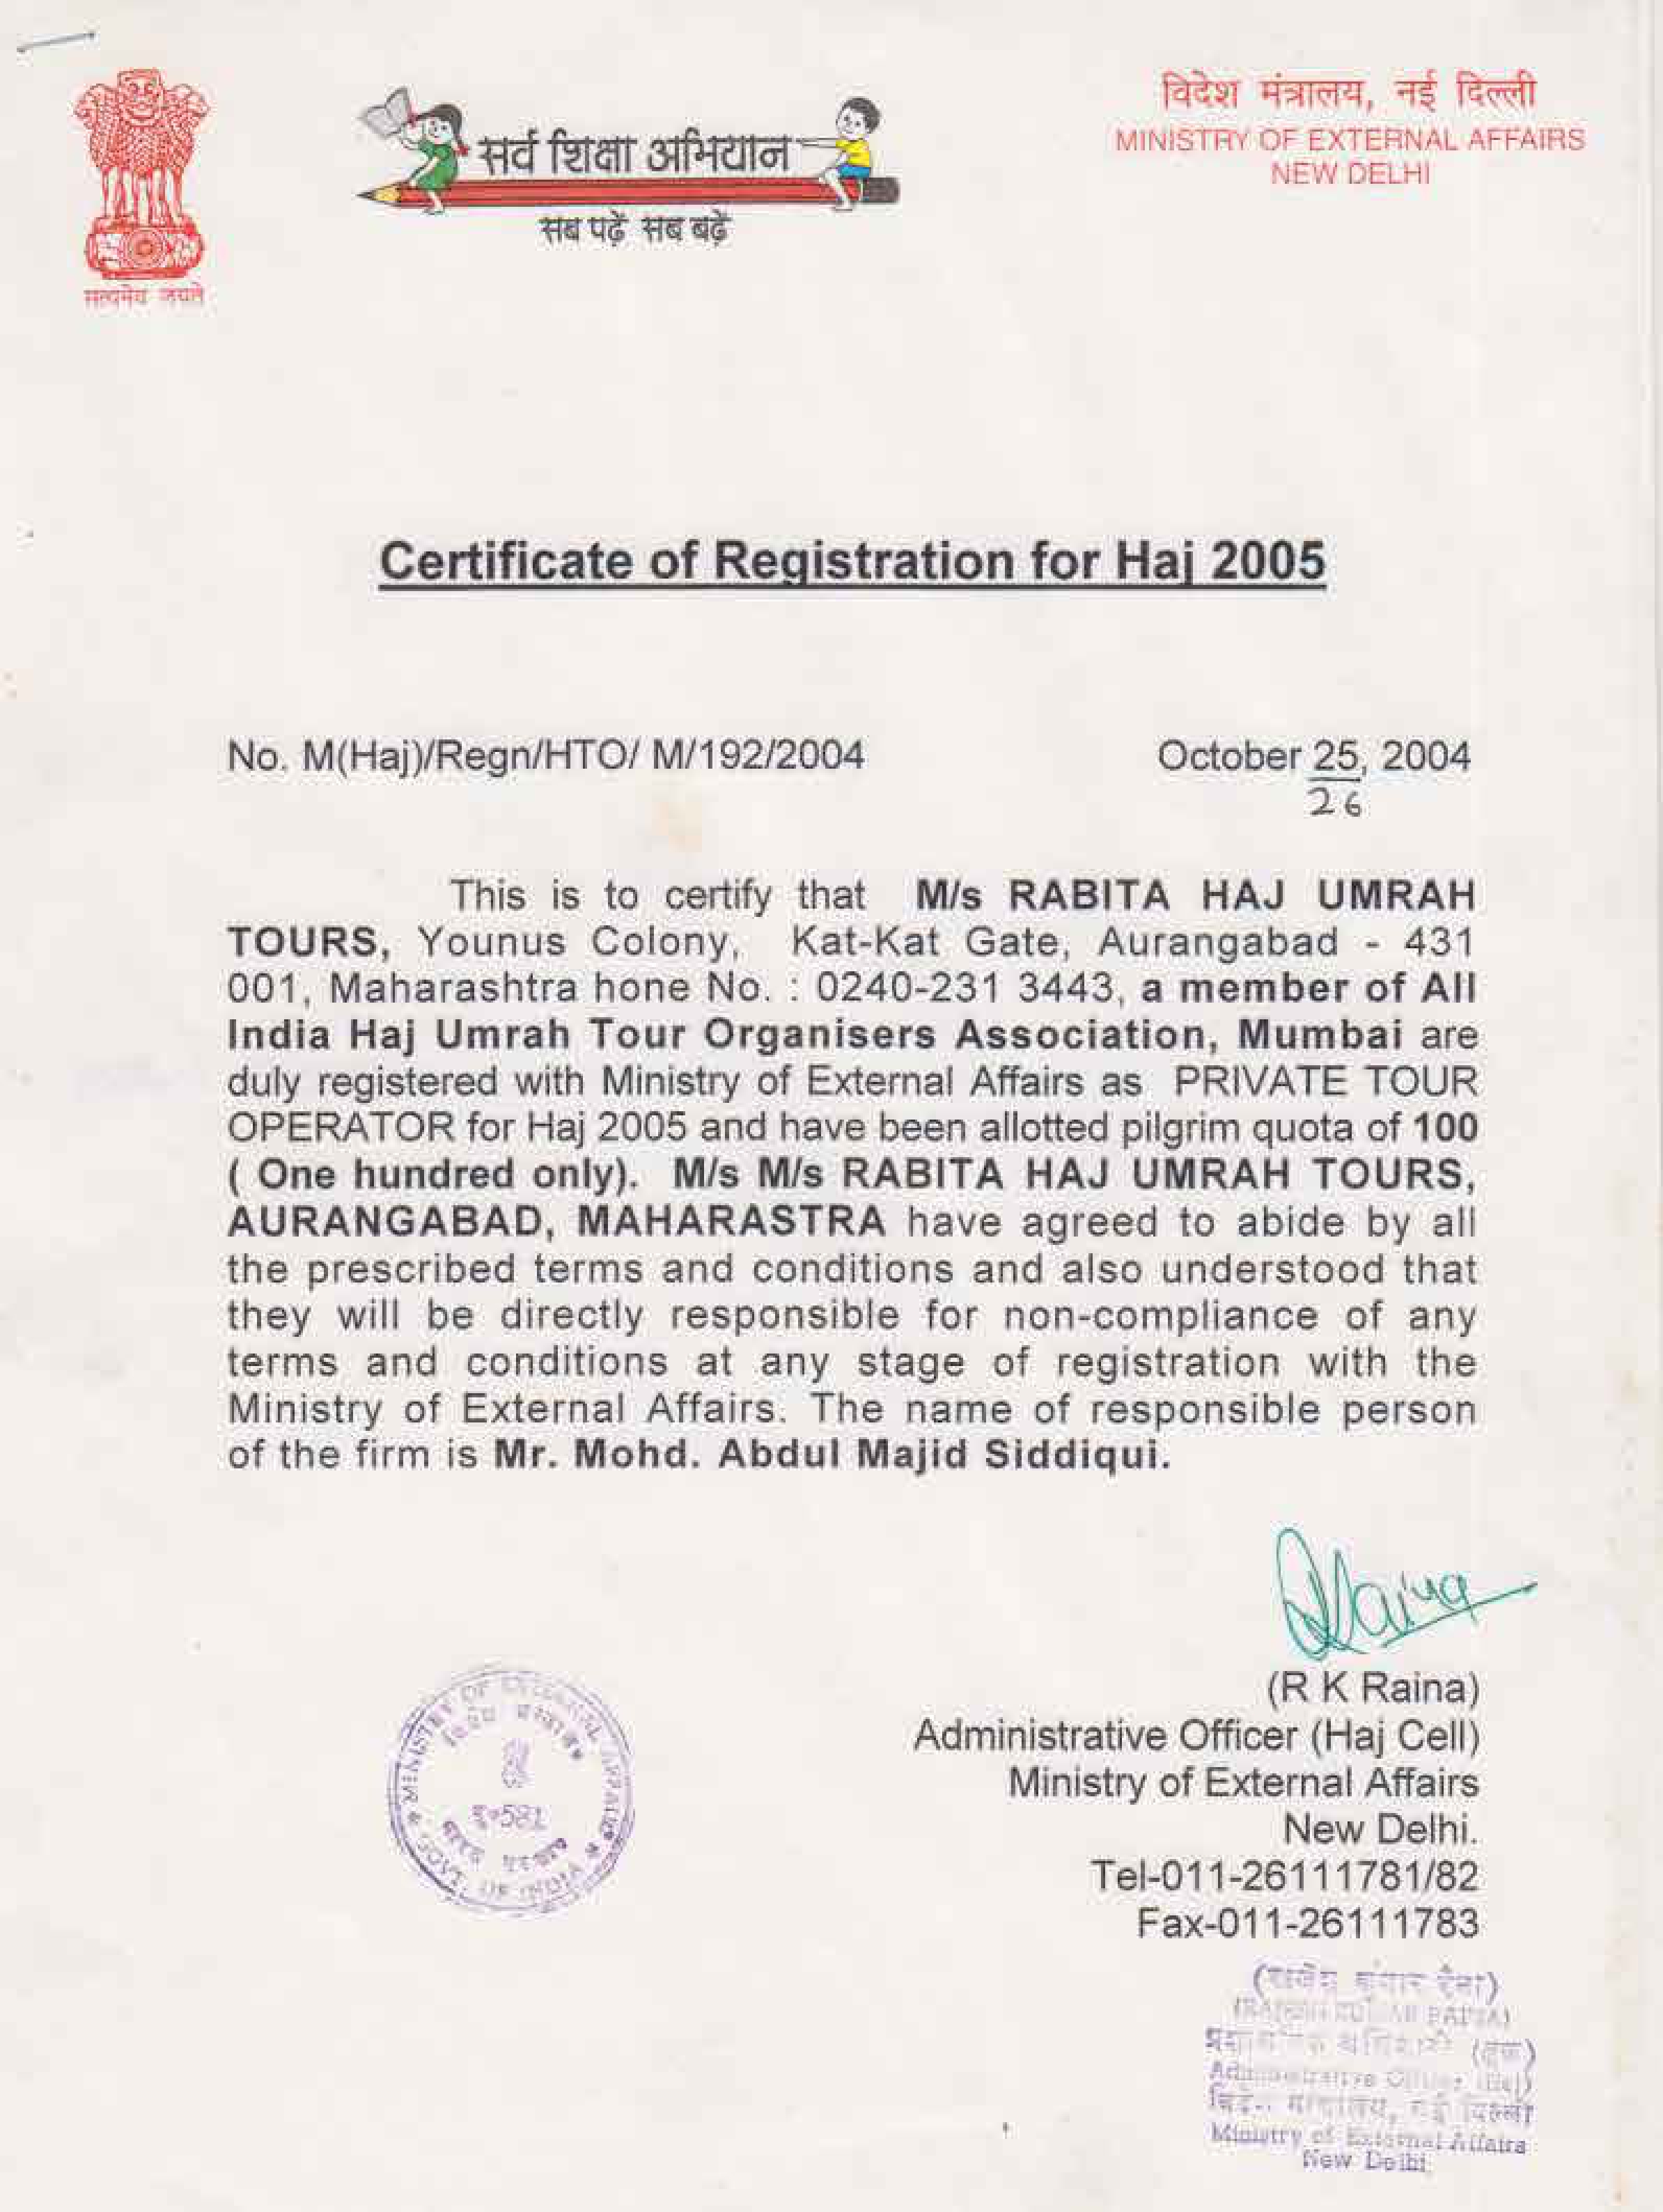 विदेश मंत्रालय, नई दिल्ली
MINISTRY OF EXTERNAL AFFAIRS
NEW DELHI
सत्यमेव जयते
सर्व शिक्षा अभियान
सब पढ़ें सब बढ़ें
Certificate of Registration for Haj 2005
No. M(Haj)/Regn/HTO/ M/192/2004 October 25, 2004
26
This is to certify that M/s RABITA HAJ UMRAH
TOURS, Younus Colony, Kat-Kat Gate, Aurangabad - 431
001, Maharashtra hone No. : 0240-231 3443, a member of All
India Haj Umrah Tour Organisers Association, Mumbai are
duly registered with Ministry of External Affairs as PRIVATE TOUR
OPERATOR for Haj 2005 and have been allotted pilgrim quota of 100
( One hundred only). M/s M/s RABITA HAJ UMRAH TOURS,
AURANGABAD, MAHARASTRA have agreed to abide by all
the prescribed terms and conditions and also understood that
they will be directly responsible for non-compliance of any
terms and conditions at any stage of registration with the
Ministry of External Affairs. The name of responsible person
of the firm is Mr. Mohd. Abdul Majid Siddiqui.
Raina
(R K Raina)
Administrative Officer (Haj Cell)
Ministry of External Affairs
New Delhi.
Tel-011-26111781/82
Fax-011-26111783
MINISTRY OF EXTERNAL AFFAIRS
GOVT. OF INDIA
(कुमार रैना)
KUMAR RAINA)
Administrative Officer
नई दिल्ली
Ministry of External Affairs
New Delhi.